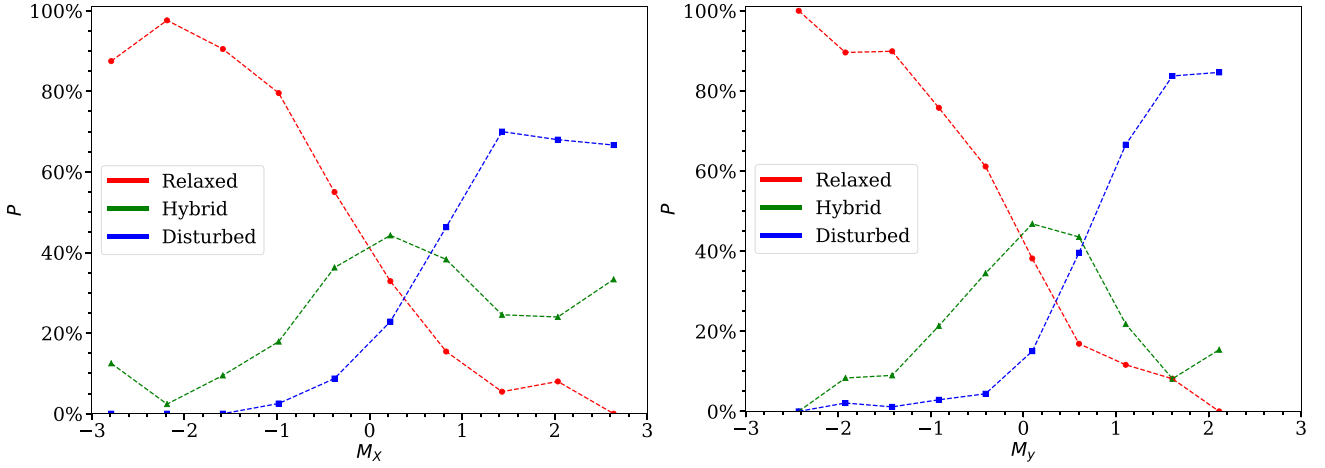 100%
80%
60%
40%
20%
0%
P
Relaxed
Hybrid
Disturbed
−3 −2 −1 0 1 2 3
M_X
100%
80%
60%
40%
20%
0%
P
Relaxed
Hybrid
Disturbed
−3 −2 −1 0 1 2 3
M_y